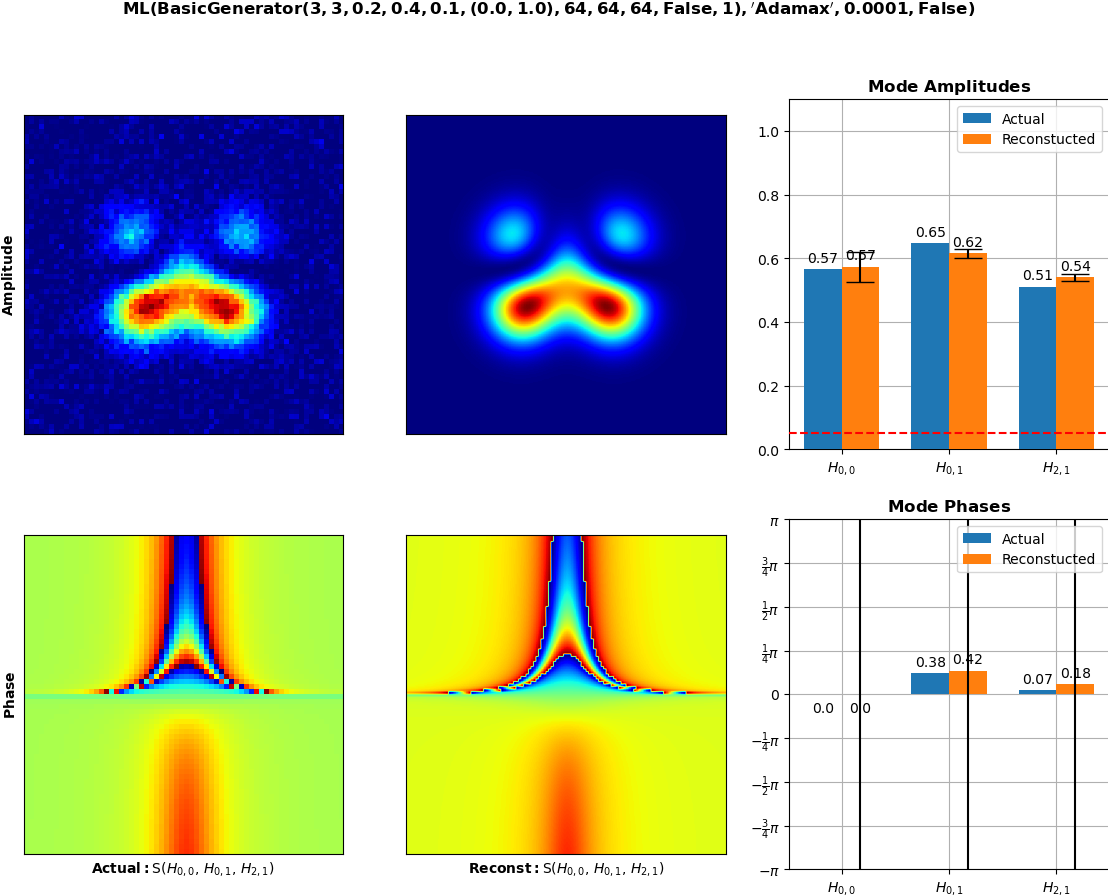 ML(BasicGenerator(3, 3, 0.2, 0.4, 0.1, (0.0, 1.0), 64, 64, 64, False, 1), 'Adamax', 0.0001, False)
Amplitude
Mode Amplitudes
Actual
Reconstucted
1.0
0.8
0.6
0.4
0.2
0.0
0.57 0.57
0.65 0.62
0.51 0.54
H0,0 H0,1 H2,1
Phase
Actual: S(H0,0, H0,1, H2,1)
Reconst: S(H0,0, H0,1, H2,1)
Mode Phases
Actual
Reconstucted
π
3/4π
1/2π
1/4π
0
−1/4π
−1/2π
−3/4π
−π
0.0 0.0
0.38 0.42
0.07 0.18
H0,0 H0,1 H2,1